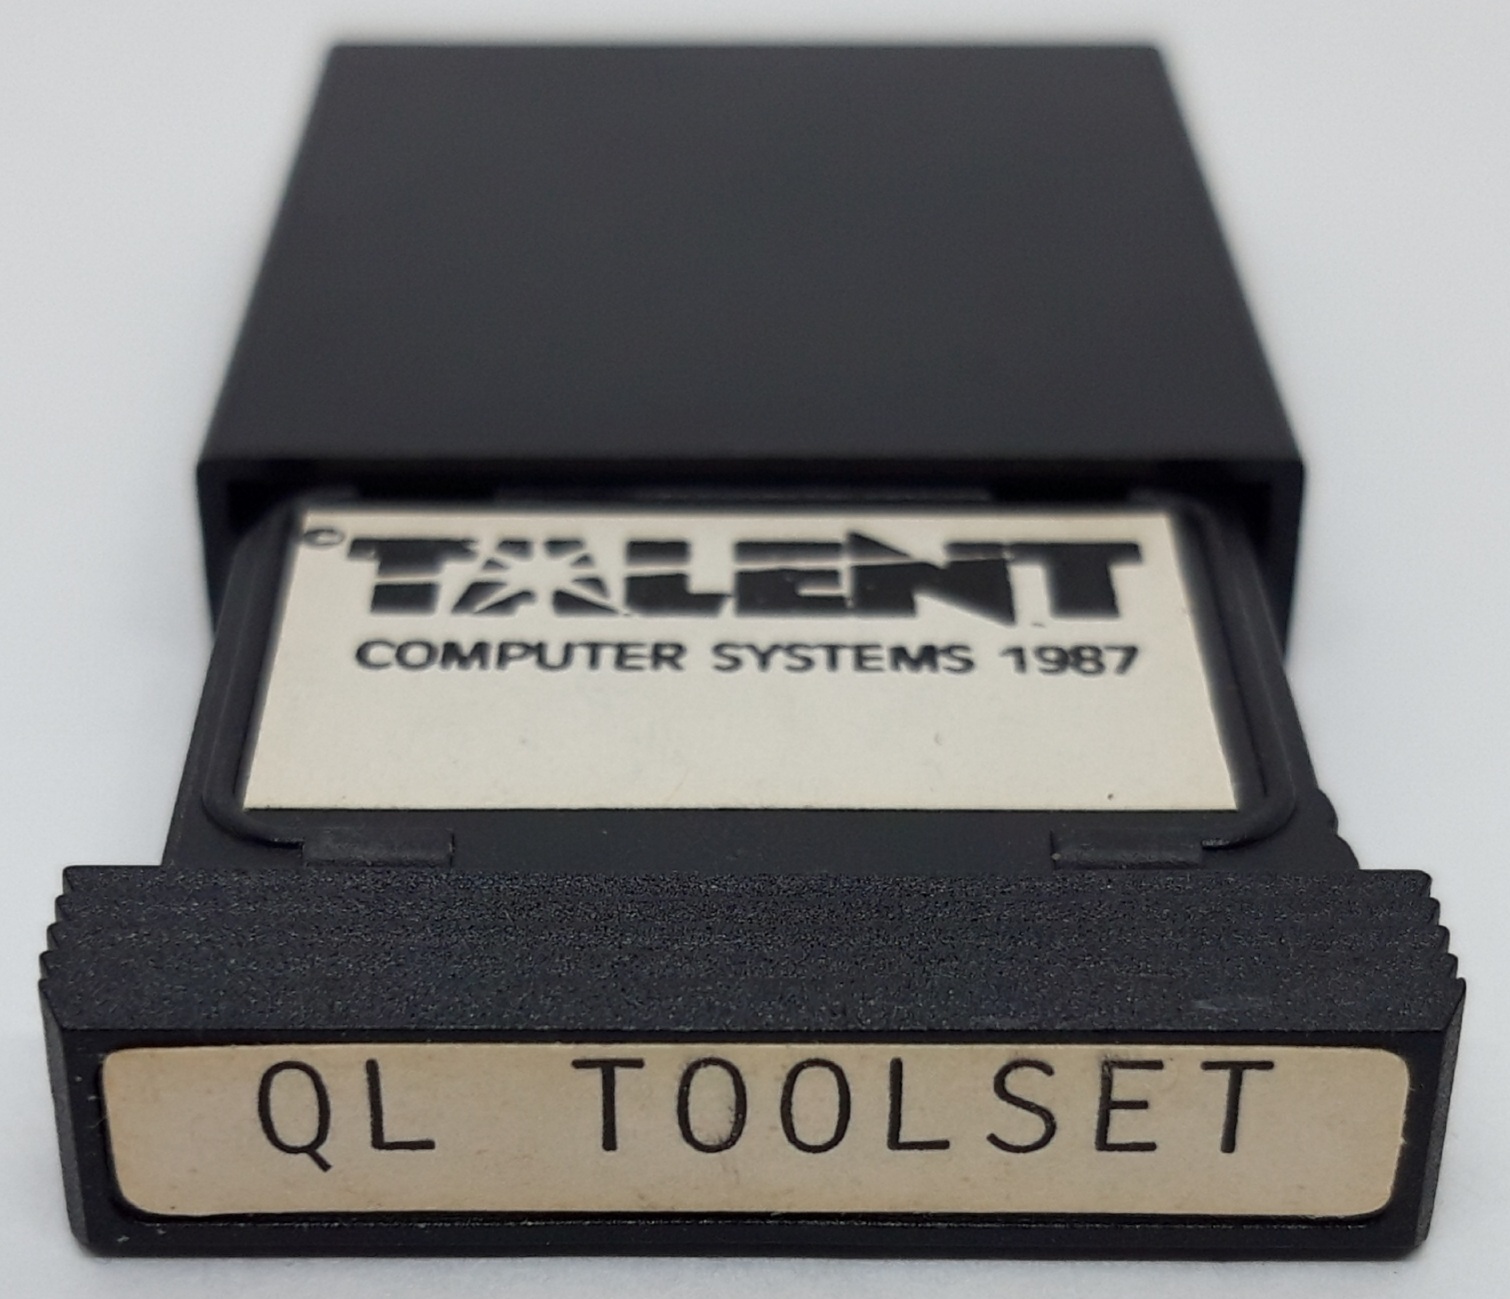 © TALENT
COMPUTER SYSTEMS 1987
QL TOOLSET